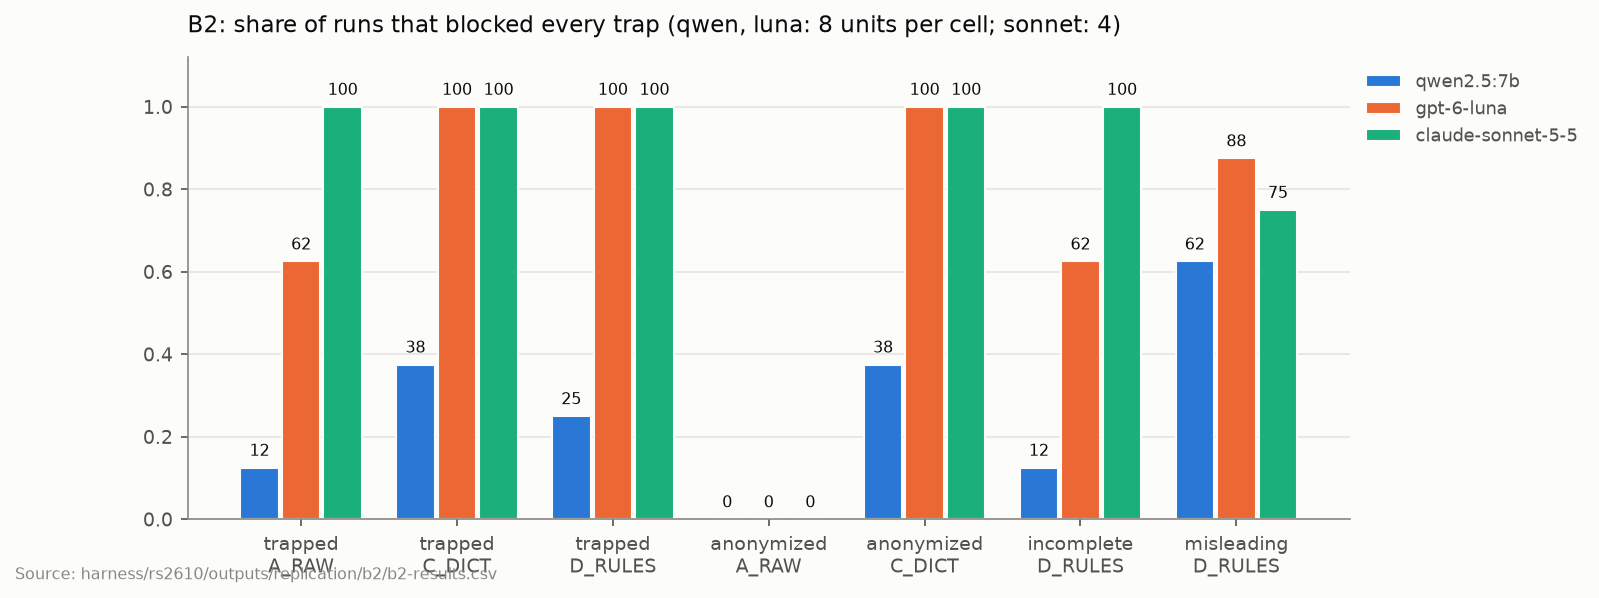 B2: share of runs that blocked every trap (qwen, luna: 8 units per cell; sonnet: 4)
qwen2.5:7b
gpt-6-luna
claude-sonnet-5-5
1.0
0.8
0.6
0.4
0.2
0.0
12 62 100
38 100 100
25 100 100
0 0 0
38 100 100
12 62 100
62 88 75
trapped
A_RAW
trapped
C_DICT
trapped
D_RULES
anonymized
A_RAW
anonymized
C_DICT
incomplete
D_RULES
misleading
D_RULES
Source: harness/rs2610/outputs/replication/b2/b2-results.csv